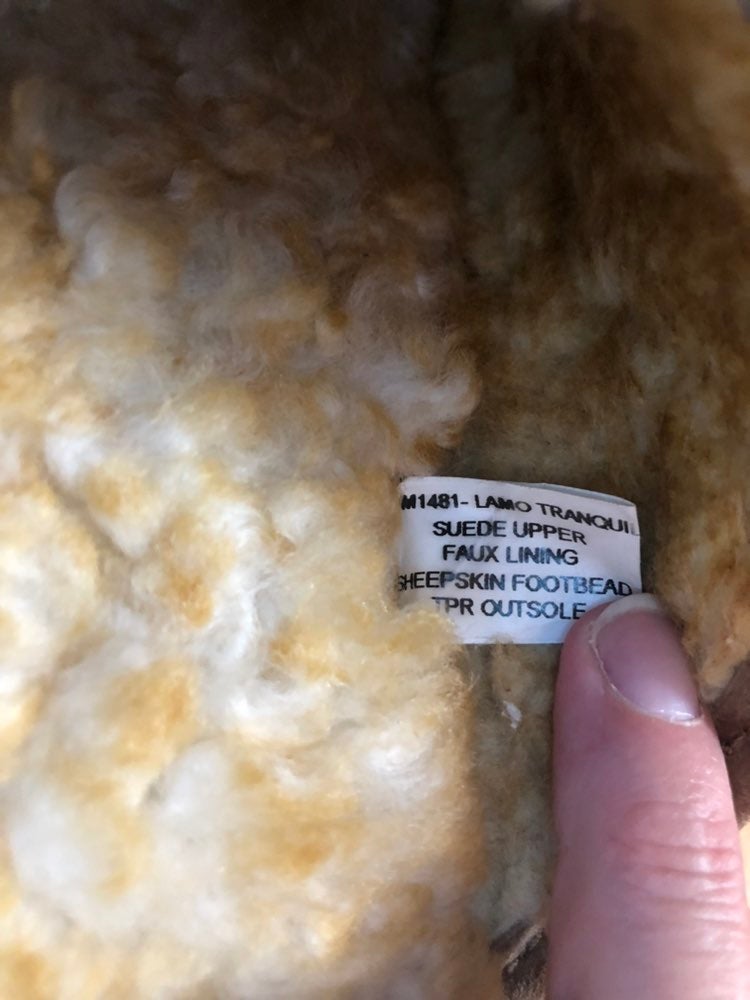 M1481- LAMO TRANQUIL
SUEDE UPPER
FAUX LINING
SHEEPSKIN FOOTBEAD
TPR OUTSOLE